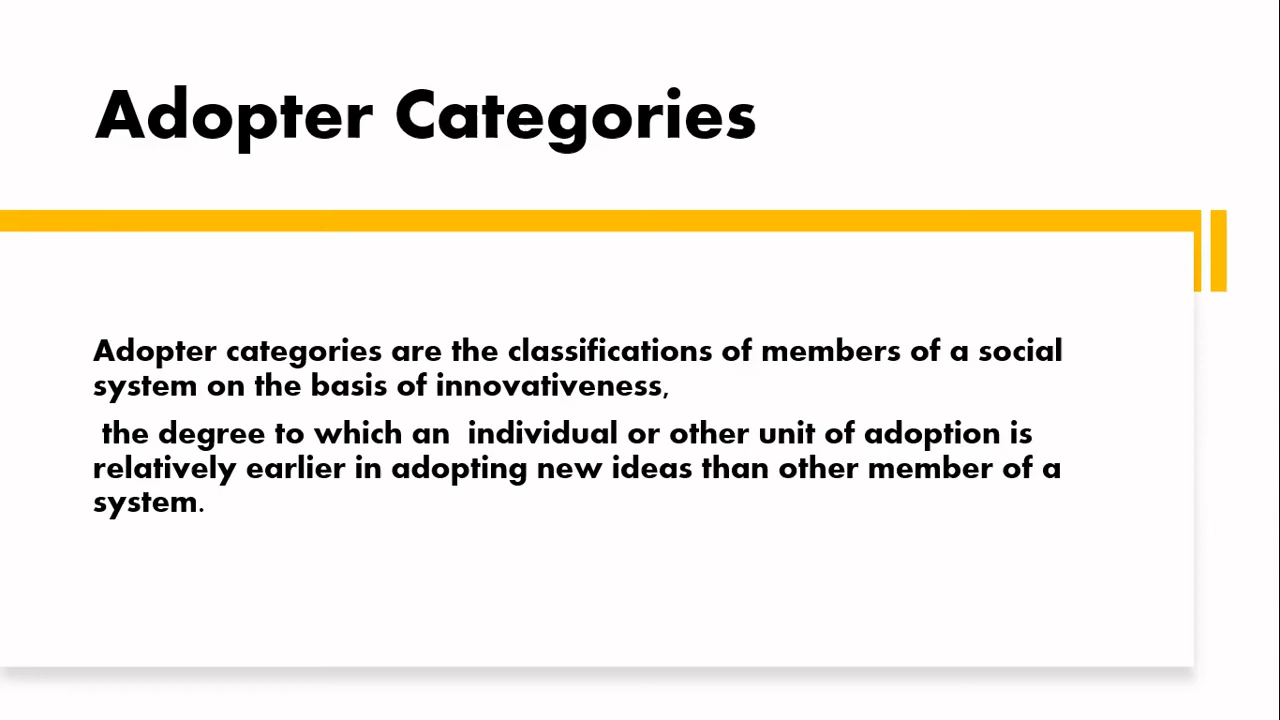 Adopter Categories
Adopter categories are the classifications of members of a social
system on the basis of innovativeness,
the degree to which an  individual or other unit of adoption is
relatively earlier in adopting new ideas than other member of a
system.